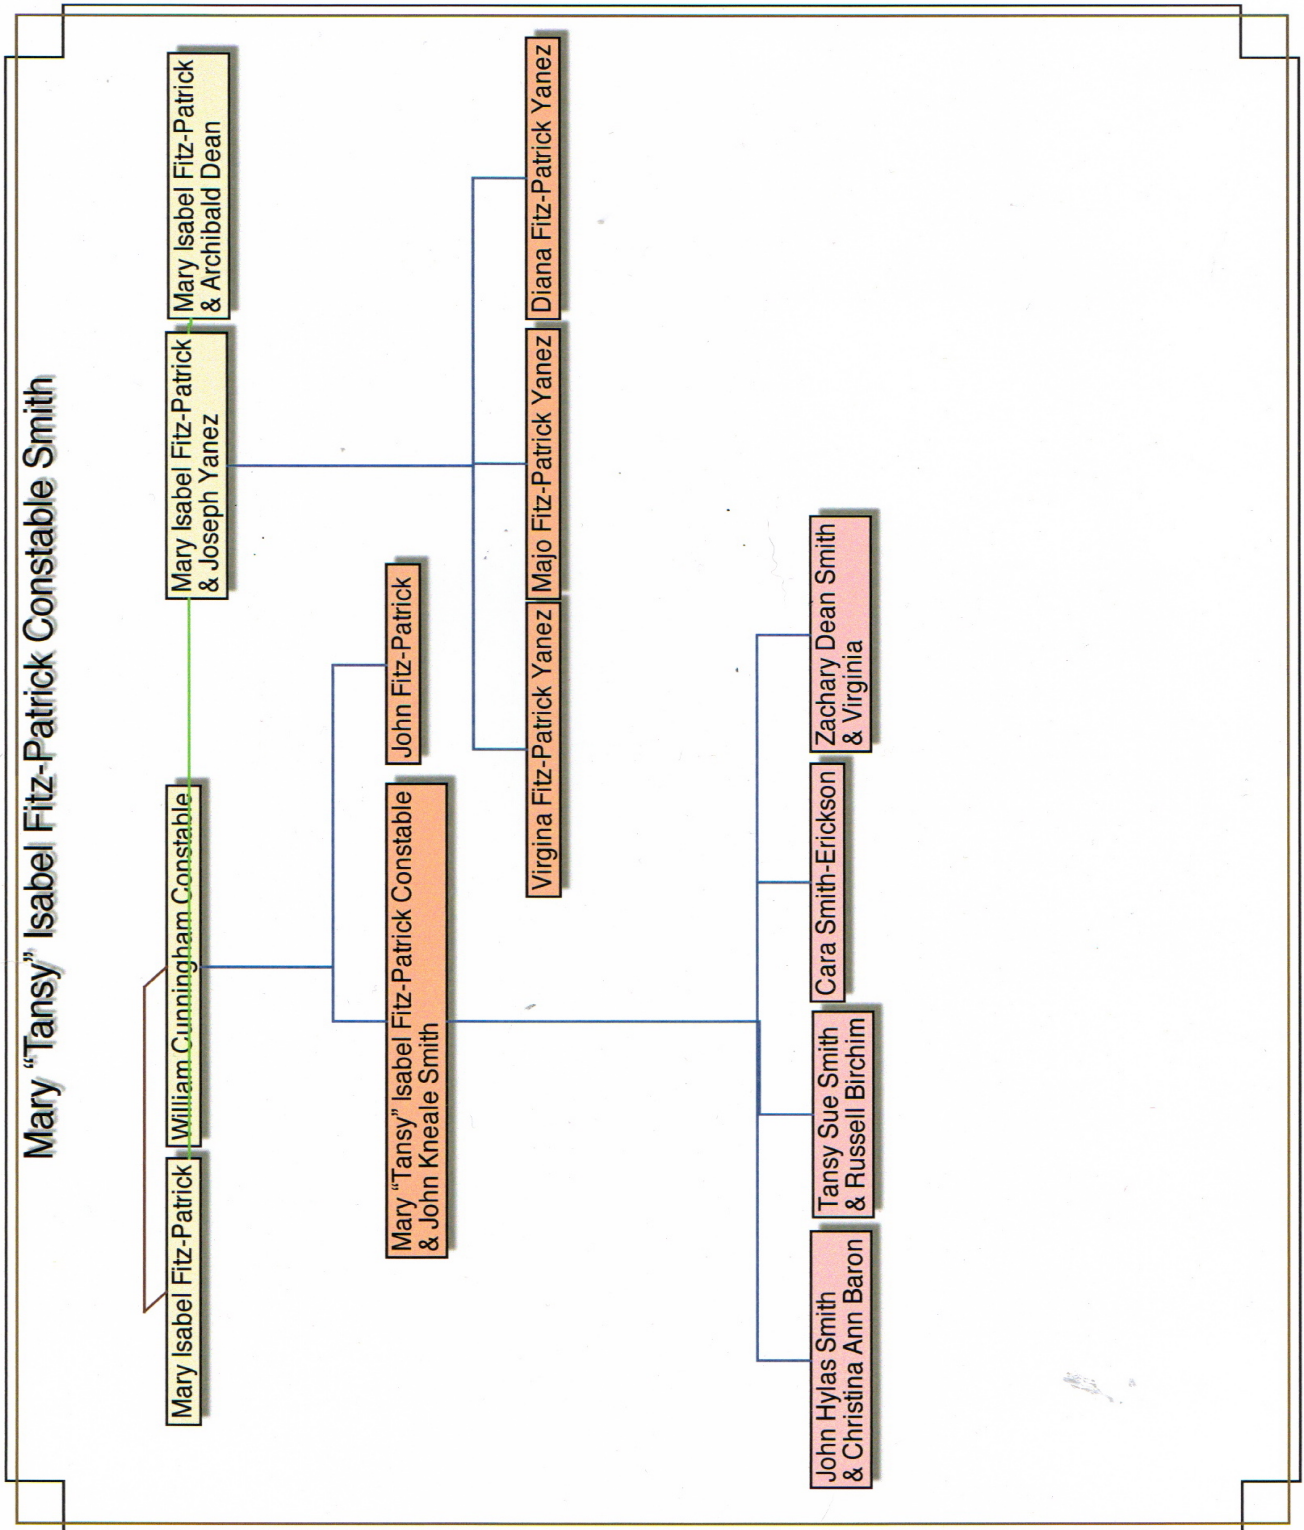 Mary “Tansy” Isabel Fitz-Patrick Constable Smith
Mary Isabel Fitz-Patrick
William Cunningham Constable
Mary Isabel Fitz-Patrick
& Joseph Yanez
Mary Isabel Fitz-Patrick
& Archibald Dean
Mary “Tansy” Isabel Fitz-Patrick Constable
& John Kneale Smith
John Fitz-Patrick
Virgina Fitz-Patrick Yanez
Majo Fitz-Patrick Yanez
Diana Fitz-Patrick Yanez
John Hylas Smith
& Christina Ann Baron
Tansy Sue Smith
& Russell Birchim
Cara Smith-Erickson
Zachary Dean Smith
& Virginia